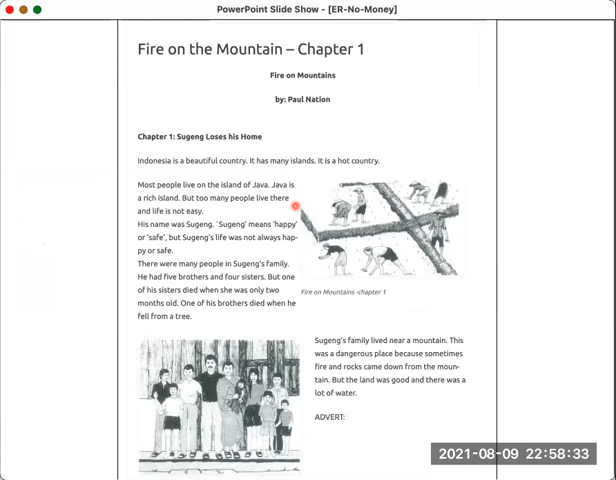 PowerPoint Slide Show - [ER-No-Money]
Fire on the Mountain – Chapter 1
Fire on Mountains
by: Paul Nation
Chapter 1: Sugeng Loses his Home
Indonesia is a beautiful country. It has many islands. It is a hot country.
Most people live on the island of Java. Java is
a rich island. But too many people live there
and life is not easy.
His name was Sugeng. `Sugeng' means 'happy'
or 'safe', but Sugeng's life was not always hap-
py or safe.
There were many people in Sugeng's family.
He had five brothers and four sisters. But one
of his sisters died when she was only two
months old. One of his brothers died when he
fell from a tree.
Fire on Mountains -chapter 1
Sugeng's family lived near a mountain. This
was a dangerous place because sometimes
fire and rocks came down from the moun-
tain. But the land was good and there was a
lot of water.
ADVERT:
2021-08-09 22:58:33